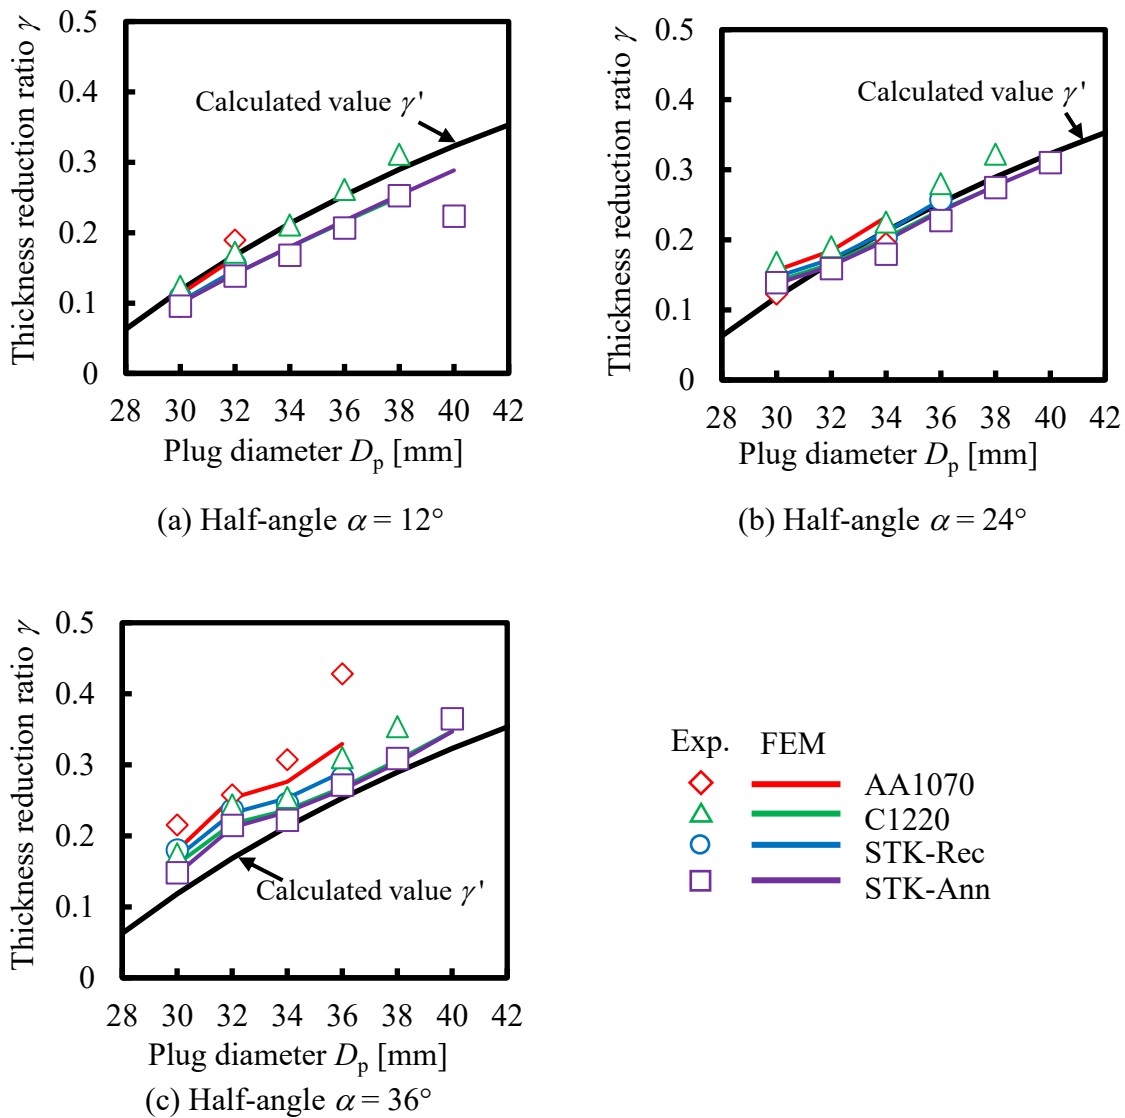 Thickness reduction ratio γ
0.5
0.4
0.3
0.2
0.1
0
Calculated value γ'
28 30 32 34 36 38 40 42
Plug diameter Dp [mm]
(a) Half-angle α = 12°
Thickness reduction ratio γ
0.5
0.4
0.3
0.2
0.1
0
Calculated value γ'
28 30 32 34 36 38 40 42
Plug diameter Dp [mm]
(b) Half-angle α = 24°
Thickness reduction ratio γ
0.5
0.4
0.3
0.2
0.1
0
Calculated value γ'
28 30 32 34 36 38 40 42
Plug diameter Dp [mm]
(c) Half-angle α = 36°
Exp. FEM
AA1070
C1220
STK-Rec
STK-Ann